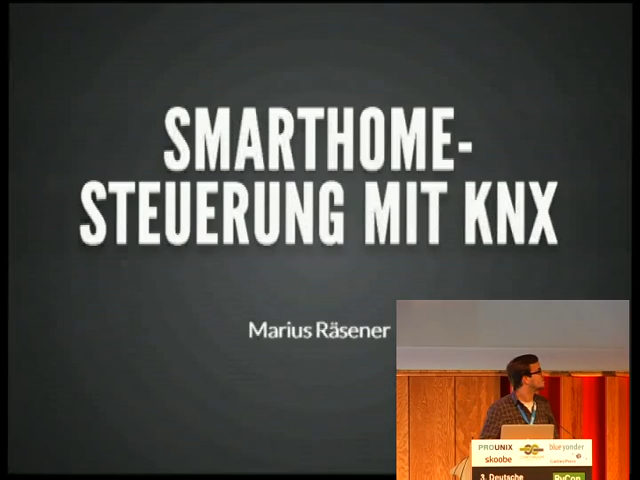 SMARTHOME-
STEUERUNG MIT KNX
Marius Räsener
PROUNIX
blue yonder
skoobe
3. Deutsche
PyCon